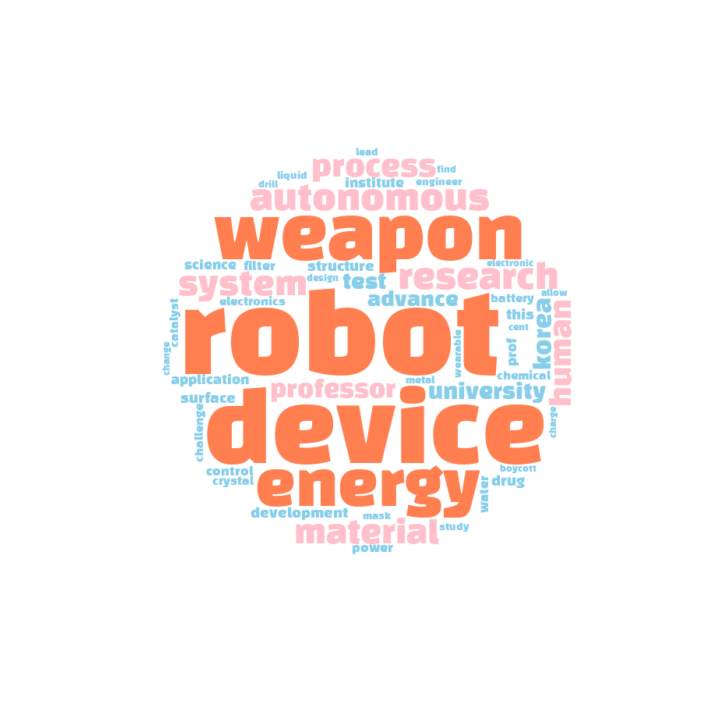 lead
process
find
liquid
drill
institute
engineer
autonomous
weapon
science
filter
structure
electronic
system
design
test
research
electronics
advance
battery
allow
robot
catalyst
this
cent
korea
human
change
wearable
prof
chemical
application
professor
metal
university
surface
device
challenge
charge
control
crystal
energy
boycott
drug
water
development
mask
material
study
power